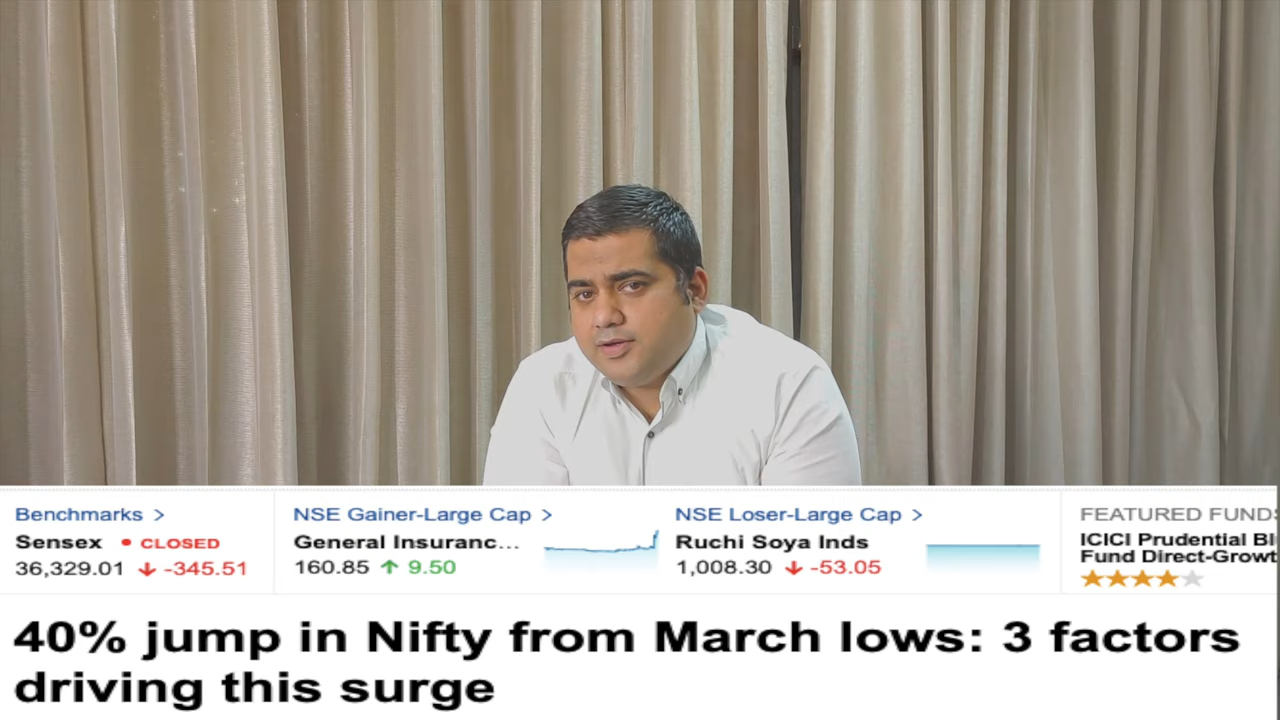 Benchmarks >
NSE Gainer-Large Cap >
NSE Loser-Large Cap >
FEATURED FUNDS
Sensex • CLOSED
General Insuranc...
Ruchi Soya Inds
ICICI Prudential Bl
36,329.01 ↓ -345.51
160.85 ↑ 9.50
1,008.30 ↓ -53.05
Fund Direct-Growt
★★★★★
40% jump in Nifty from March lows: 3 factors
driving this surge